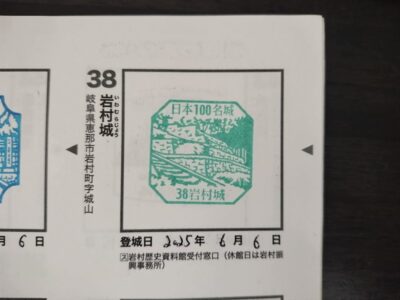 38
岩村城
いわむらじょう
岐阜県恵那市岩村町字城山
日本100名城
38岩村城
登城日 2025年 6月 6日
月 6日
ス岩村歴史資料館受付窓口(休館日は岩村振
興事務所)